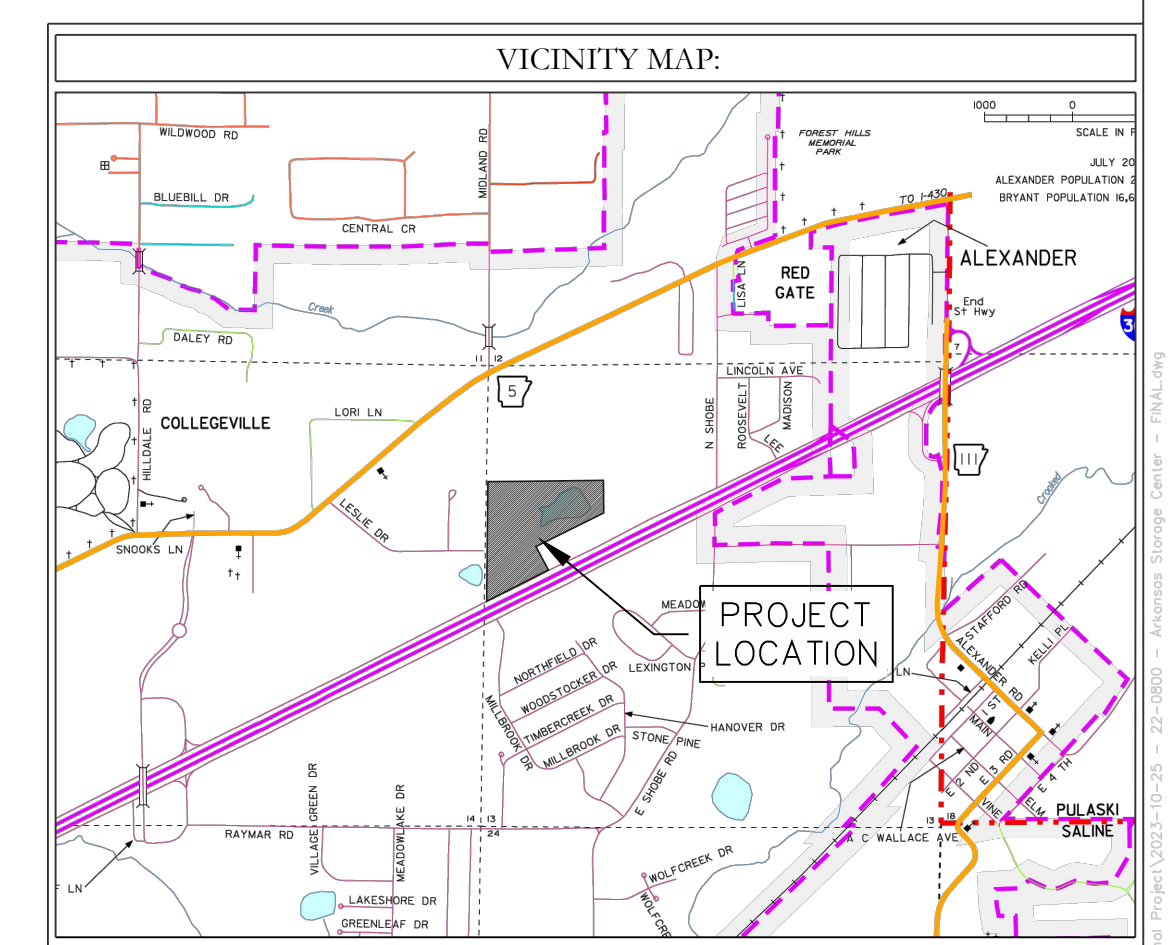 VICINITY MAP:
WILDWOOD RD
MIDLAND RD
FOREST HILLS
MEMORIAL
PARK
1000 0
SCALE IN F
JULY 20
ALEXANDER POPULATION 2
BRYANT POPULATION 16,6
BLUEBILL DR
CENTRAL CR
TO I-430
ALEXANDER
RED
GATE
LISA LN
End
St Hwy
Creek
DALEY RD
11 12
7
5
LINCOLN AVE
N SHOBE
ROOSEVELT
MADISON
LEE
LORI LN
COLLEGEVILLE
HILLDALE RD
111
Crooked
LESLIE DR
SNOOKS LN
PROJECT
LOCATION
MEADOW
LEXINGTON P
NORTHFIELD DR
WOODSTOCKER DR
TIMBERCREEK DR
MILLBROOK DR
MILLBROOK DR
HANOVER DR
STONE PINE
E SHOBE RD
STAFFORD RD
ALEXANDER RD
KELLI PL
LN
1 ST
MAIN
E 2 ND
E 3 RD
E 4 TH
VINE
ELM
PULASKI
SALINE
13 18
A C WALLACE AVE
14 13
24
RAYMAR RD
VILLAGE GREEN DR
MEADOWLAKE DR
F LN
LAKESHORE DR
GREENLEAF DR
WOLFCREEK DR
WOLFCRE
al Project\2023-10-25 - 22-0800 - Arkansas Storage Center - FINAL.dwg